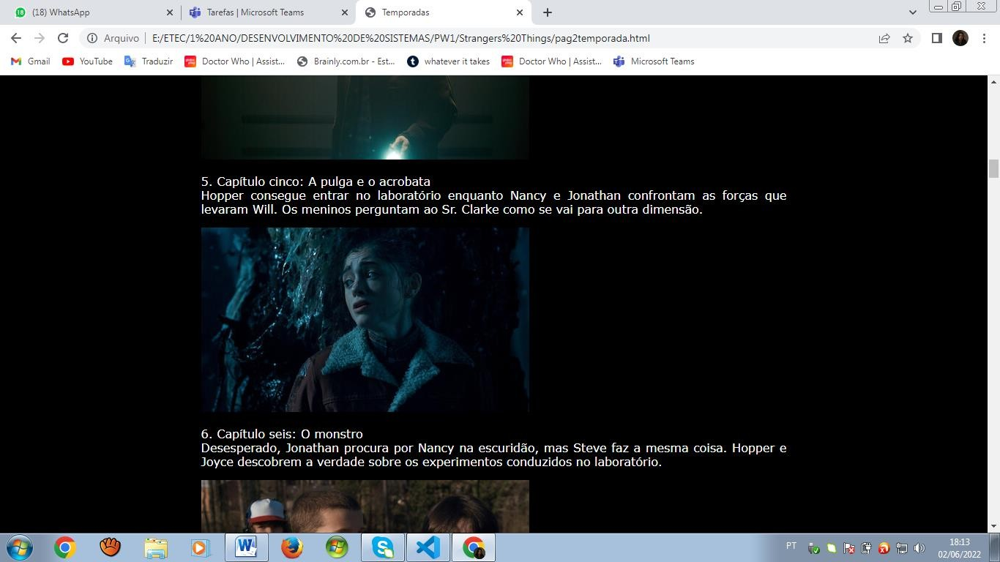 (18) WhatsApp
Tarefas | Microsoft Teams
Temporadas
Arquivo
E:/ETEC/1%20ANO/DESENVOLVIMENTO%20DE%20SISTEMAS/PW1/Strangers%20Things/pag2temporada.html
Gmail
YouTube
Traduzir
Doctor Who | Assist...
Brainly.com.br - Est...
whatever it takes
Doctor Who | Assist...
Microsoft Teams
5. Capítulo cinco: A pulga e o acrobata
Hopper consegue entrar no laboratório enquanto Nancy e Jonathan confrontam as forças que
levaram Will. Os meninos perguntam ao Sr. Clarke como se vai para outra dimensão.
6. Capítulo seis: O monstro
Desesperado, Jonathan procura por Nancy na escuridão, mas Steve faz a mesma coisa. Hopper e
Joyce descobrem a verdade sobre os experimentos conduzidos no laboratório.
PT
18:13
02/06/2022